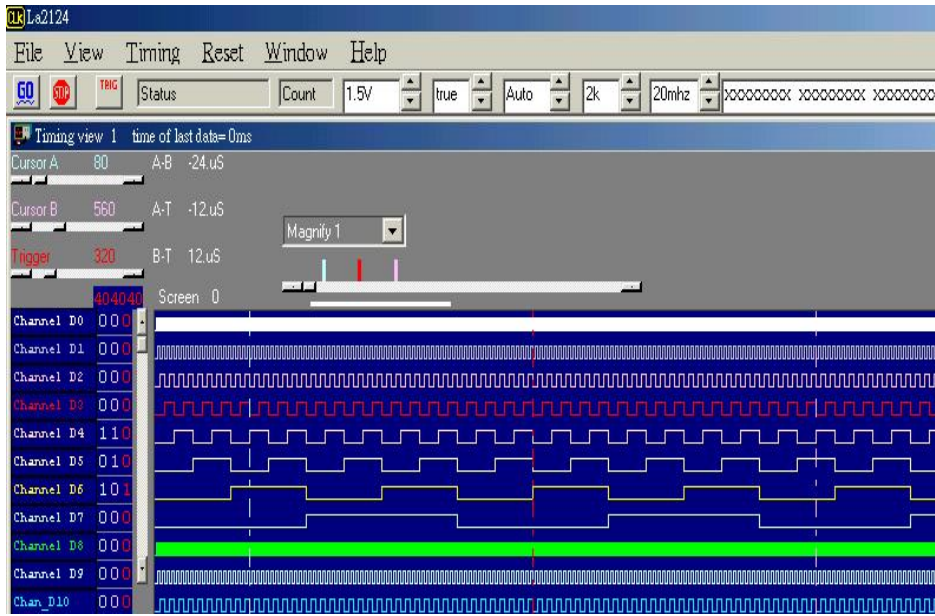 CLK La2124
File View Timing Reset Window Help
GO STOP TRIG Status Count 1.5V true Auto 2k 20mhz XXXXXXXX XXXXXXXX XXXXXXXX
Timing view 1 time of last data= 0ms
Cursor A 80 A-B -24.uS
Cursor B 560 A-T -12.uS
Magnify 1
Trigger 320 B-T 12.uS
404040 Screen 0
Channel D0 000
Channel D1 000
Channel D2 000
Channel D3 000
Channel D4 110
Channel D5 010
Channel D6 101
Channel D7 000
Channel D8 000
Channel D9 000
Chan_D10 000